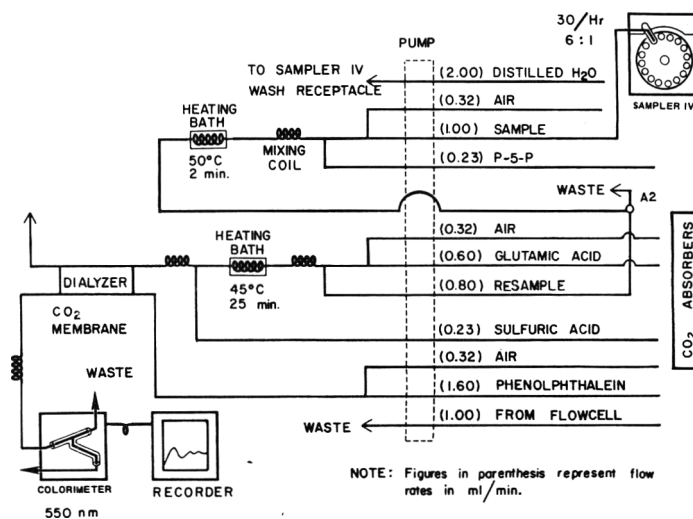 30/Hr
6 : 1
PUMP
SAMPLER IV
TO SAMPLER IV
WASH RECEPTACLE
(2.00) DISTILLED H₂O
(0.32) AIR
HEATING
BATH
50°C
2 min.
MIXING
COIL
(1.00) SAMPLE
(0.23) P-5-P
WASTE
A2
HEATING
BATH
45°C
25 min.
(0.32) AIR
(0.60) GLUTAMIC ACID
(0.80) RESAMPLE
CO₂ ABSORBERS
DIALYZER
CO₂
MEMBRANE
(0.23) SULFURIC ACID
(0.32) AIR
(1.60) PHENOLPHTHALEIN
WASTE
WASTE
(1.00) FROM FLOWCELL
COLORIMETER
550 nm
RECORDER
NOTE: Figures in parenthesis represent flow
rates in ml/min.